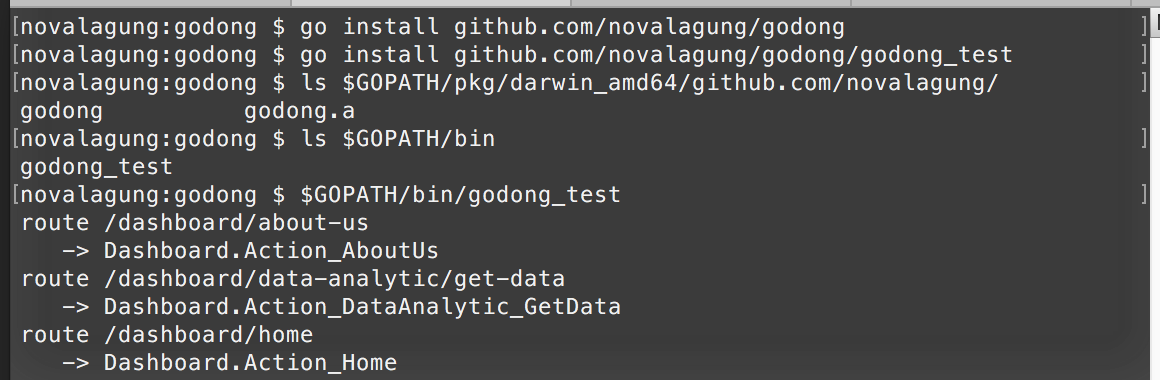 [novalagung:godong $ go install github.com/novalagung/godong ]
[novalagung:godong $ go install github.com/novalagung/godong/godong_test ]
[novalagung:godong $ ls $GOPATH/pkg/darwin_amd64/github.com/novalagung/ ]
godong          godong.a
[novalagung:godong $ ls $GOPATH/bin ]
godong_test
[novalagung:godong $ $GOPATH/bin/godong_test ]
route /dashboard/about-us
   -> Dashboard.Action_AboutUs
route /dashboard/data-analytic/get-data
   -> Dashboard.Action_DataAnalytic_GetData
route /dashboard/home
   -> Dashboard.Action_Home